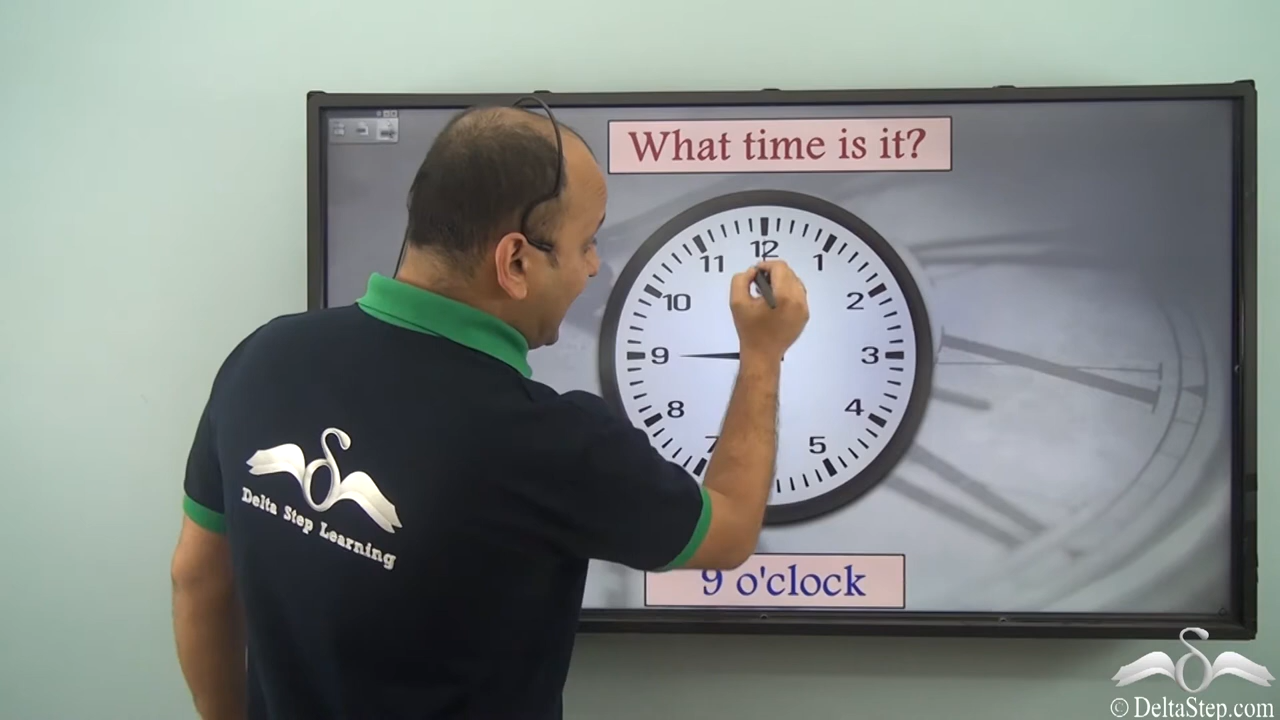 What time is it?
12
11
1
10
2
9
3
8
4
7
5
9 o'clock
Delta Step Learning
© DeltaStep.com